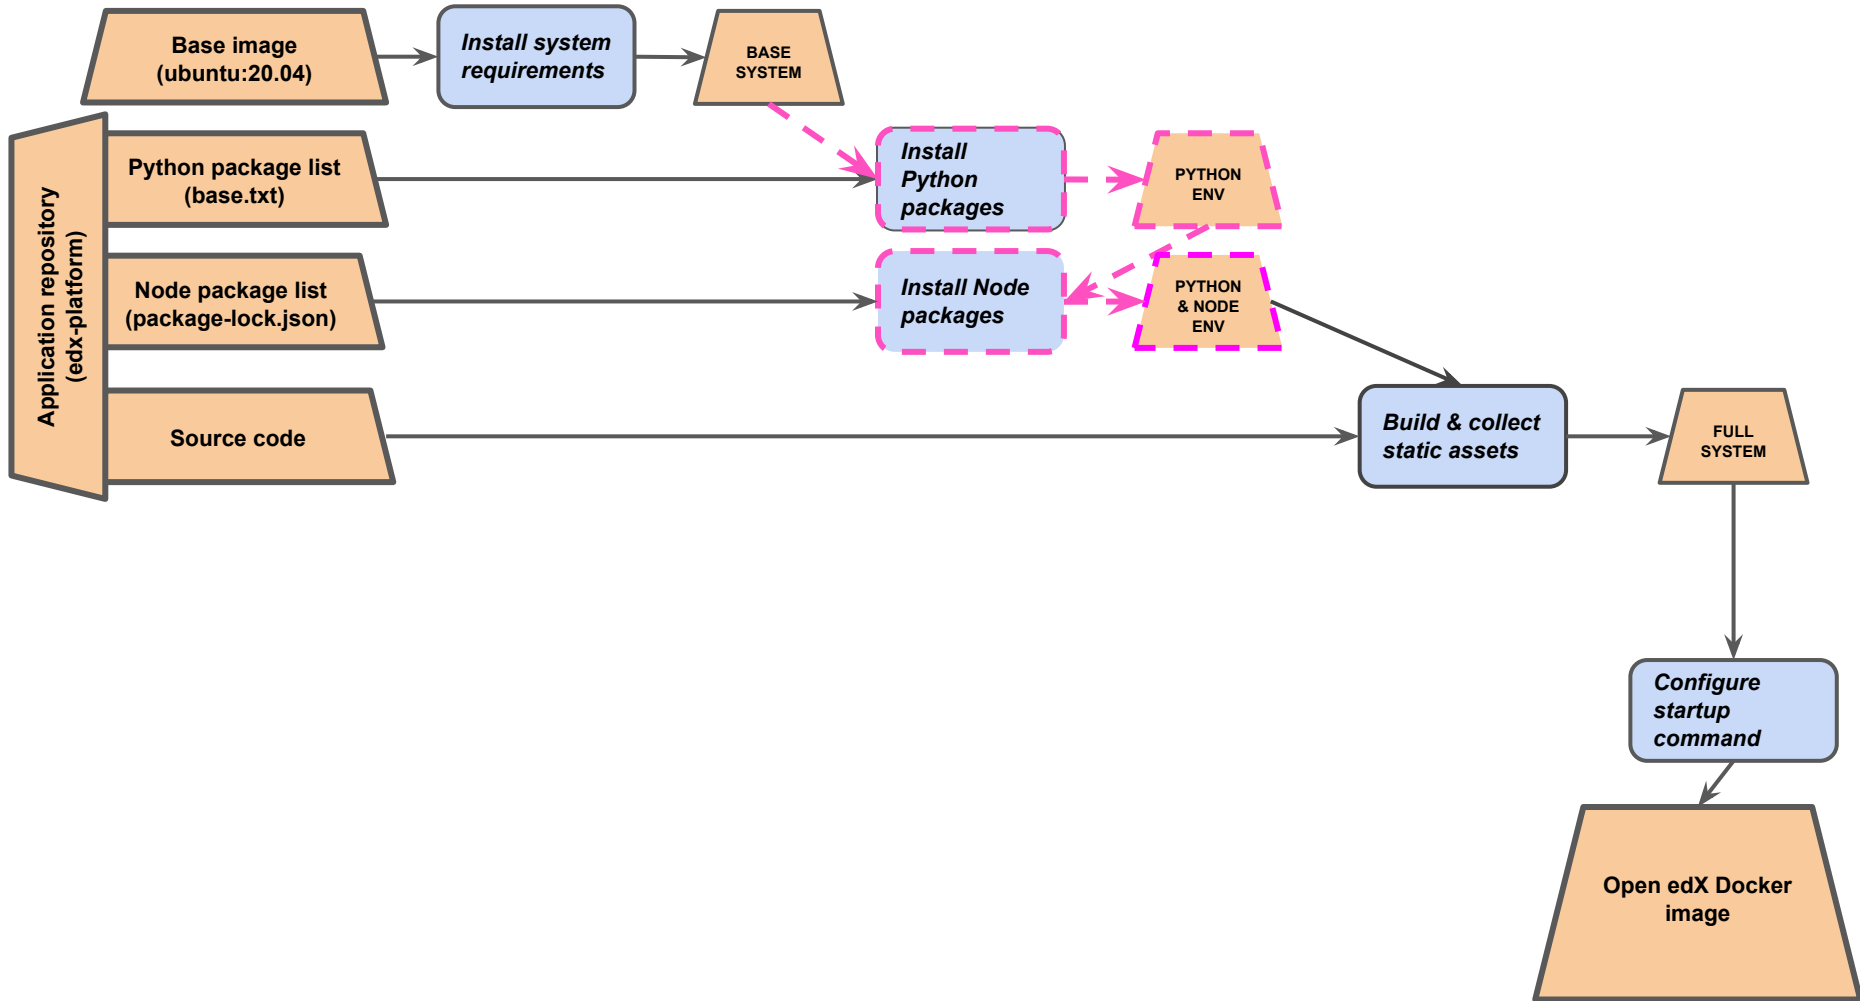 Base image
(ubuntu:20.04)
Install system
requirements
BASE
SYSTEM
Application repository
(edx-platform)
Python package list
(base.txt)
Install
Python
packages
PYTHON
ENV
Node package list
(package-lock.json)
Install Node
packages
PYTHON
& NODE
ENV
Source code
Build & collect
static assets
FULL
SYSTEM
Configure
startup
command
Open edX Docker
image